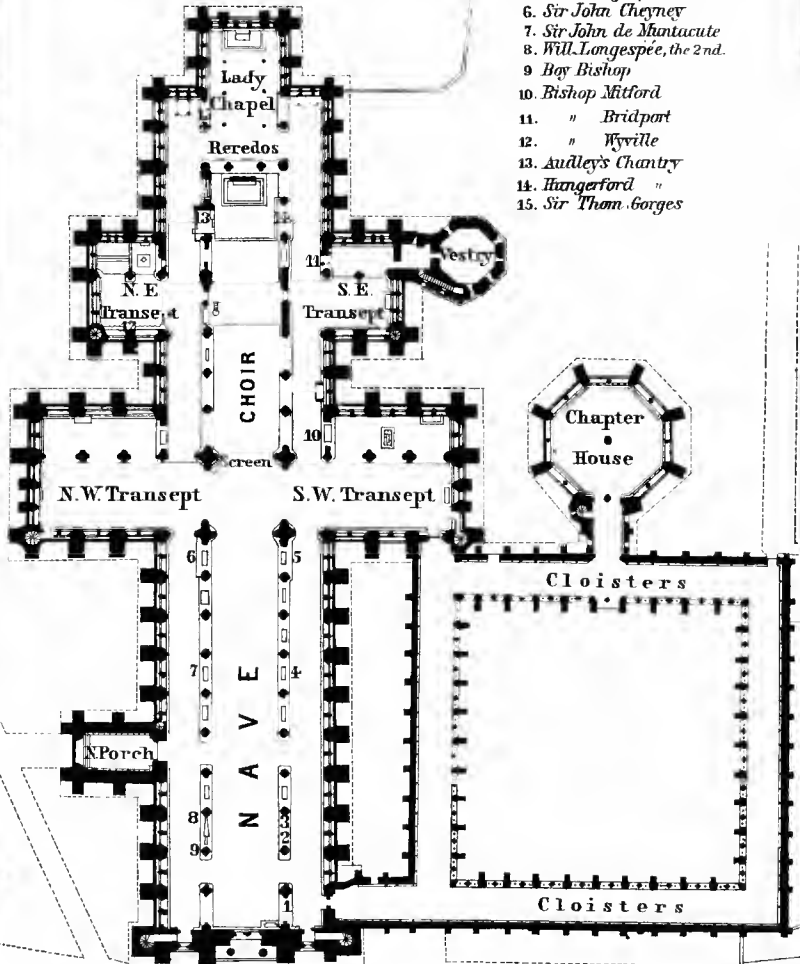 6. Sir John Cheyney
7. Sir John de Muntacute
8. Will. Longespée, the 2nd.
9 Boy Bishop
10. Bishop Mitford
11. " Bridport
12. " Wyville
13. Audley's Chantry
14. Hungerford "
15. Sir Thom. Gorges
Lady
Chapel
Reredos
13
14
11
Vestry
N.E.
Transept
12
S.E.
Transept
CHOIR
10
Screen
Chapter
House
N.W. Transept
S.W. Transept
6
5
Cloisters
7
4
NAVE
N.Porch
8
3
2
9
1
Cloisters